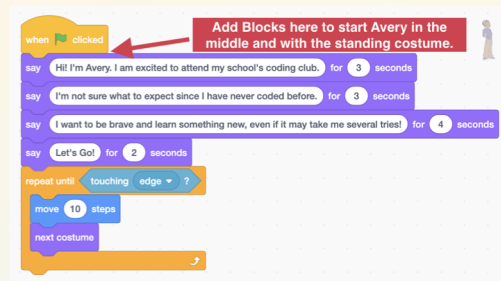 Add Blocks here to start Avery in the
middle and with the standing costume.
when clicked
say Hi! I'm Avery. I am excited to attend my school's coding club. for 3 seconds
say I'm not sure what to expect since I have never coded before. for 3 seconds
say I want to be brave and learn something new, even if it may take me several tries! for 4 seconds
say Let's Go! for 2 seconds
repeat until touching edge ?
move 10 steps
next costume